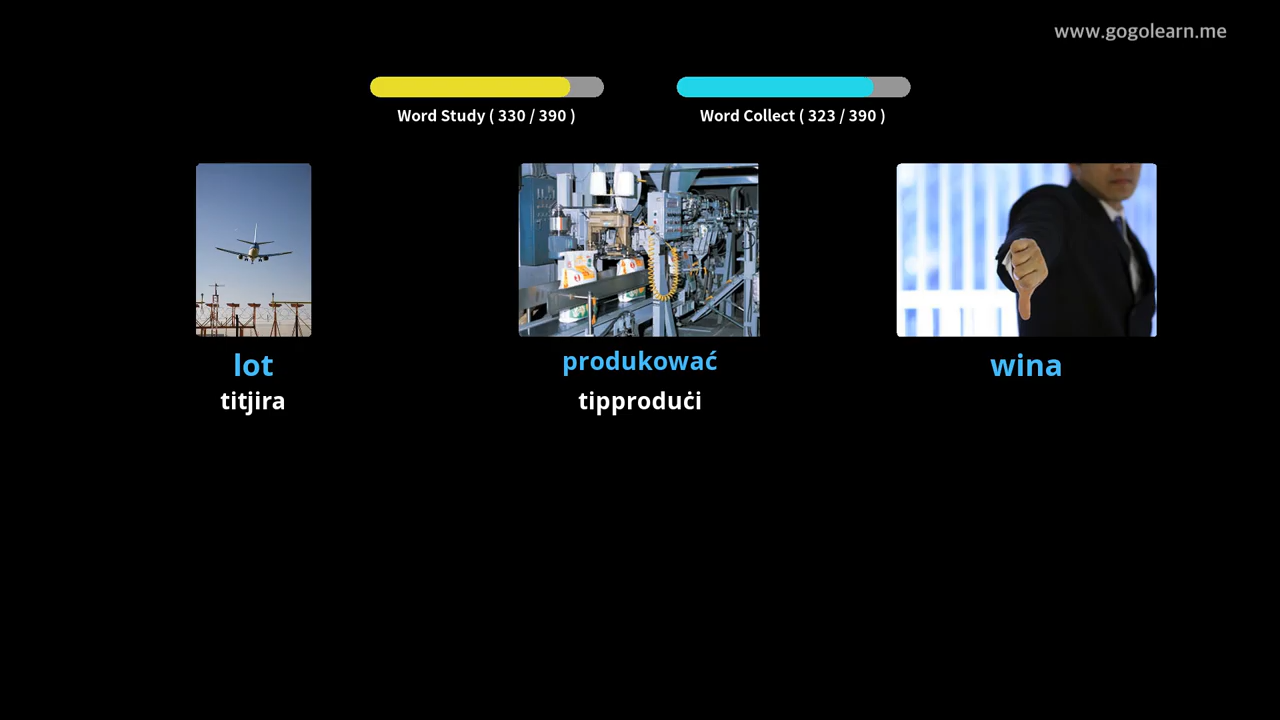 www.gogolearn.me
Word Study ( 330 / 390 )
Word Collect ( 323 / 390 )
lot
titjira
produkować
tipproduċi
wina